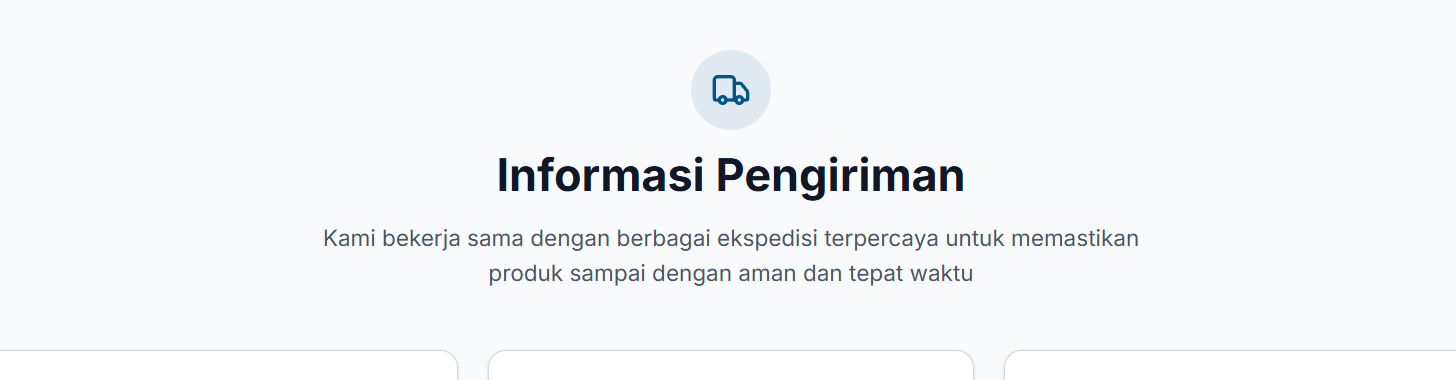 Informasi Pengiriman
Kami bekerja sama dengan berbagai ekspedisi terpercaya untuk memastikan
produk sampai dengan aman dan tepat waktu